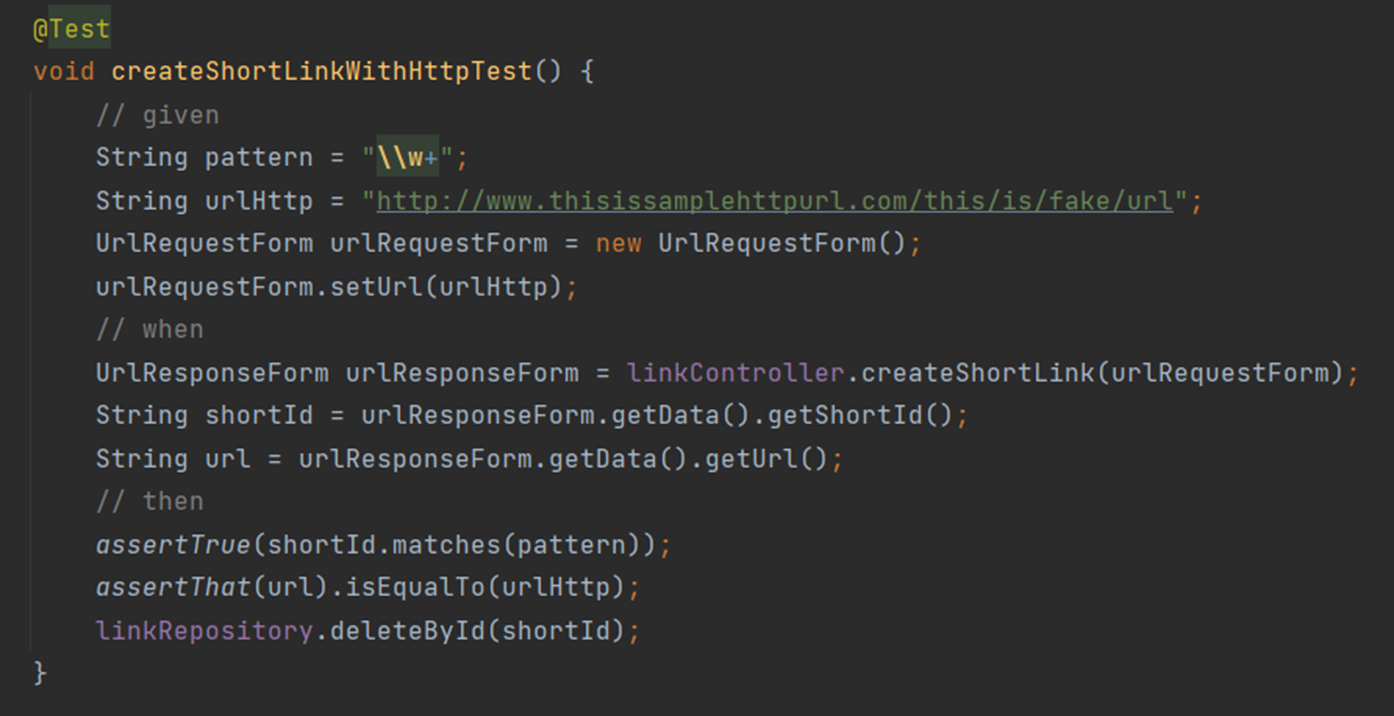 @Test
void createShortLinkWithHttpTest() {
    // given
    String pattern = "\\w+";
    String urlHttp = "http://www.thisissamplehttpurl.com/this/is/fake/url";
    UrlRequestForm urlRequestForm = new UrlRequestForm();
    urlRequestForm.setUrl(urlHttp);
    // when
    UrlResponseForm urlResponseForm = linkController.createShortLink(urlRequestForm);
    String shortId = urlResponseForm.getData().getShortId();
    String url = urlResponseForm.getData().getUrl();
    // then
    assertTrue(shortId.matches(pattern));
    assertThat(url).isEqualTo(urlHttp);
    linkRepository.deleteById(shortId);
}